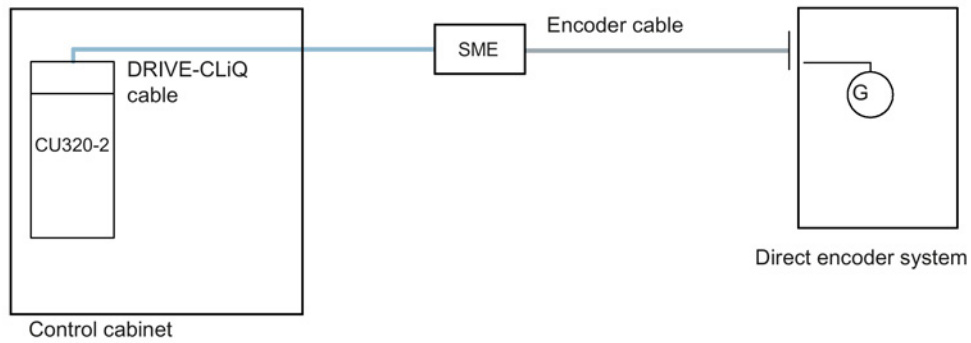 SME
Encoder cable
DRIVE-CLiQ
cable
CU320-2
G
Direct encoder system
Control cabinet